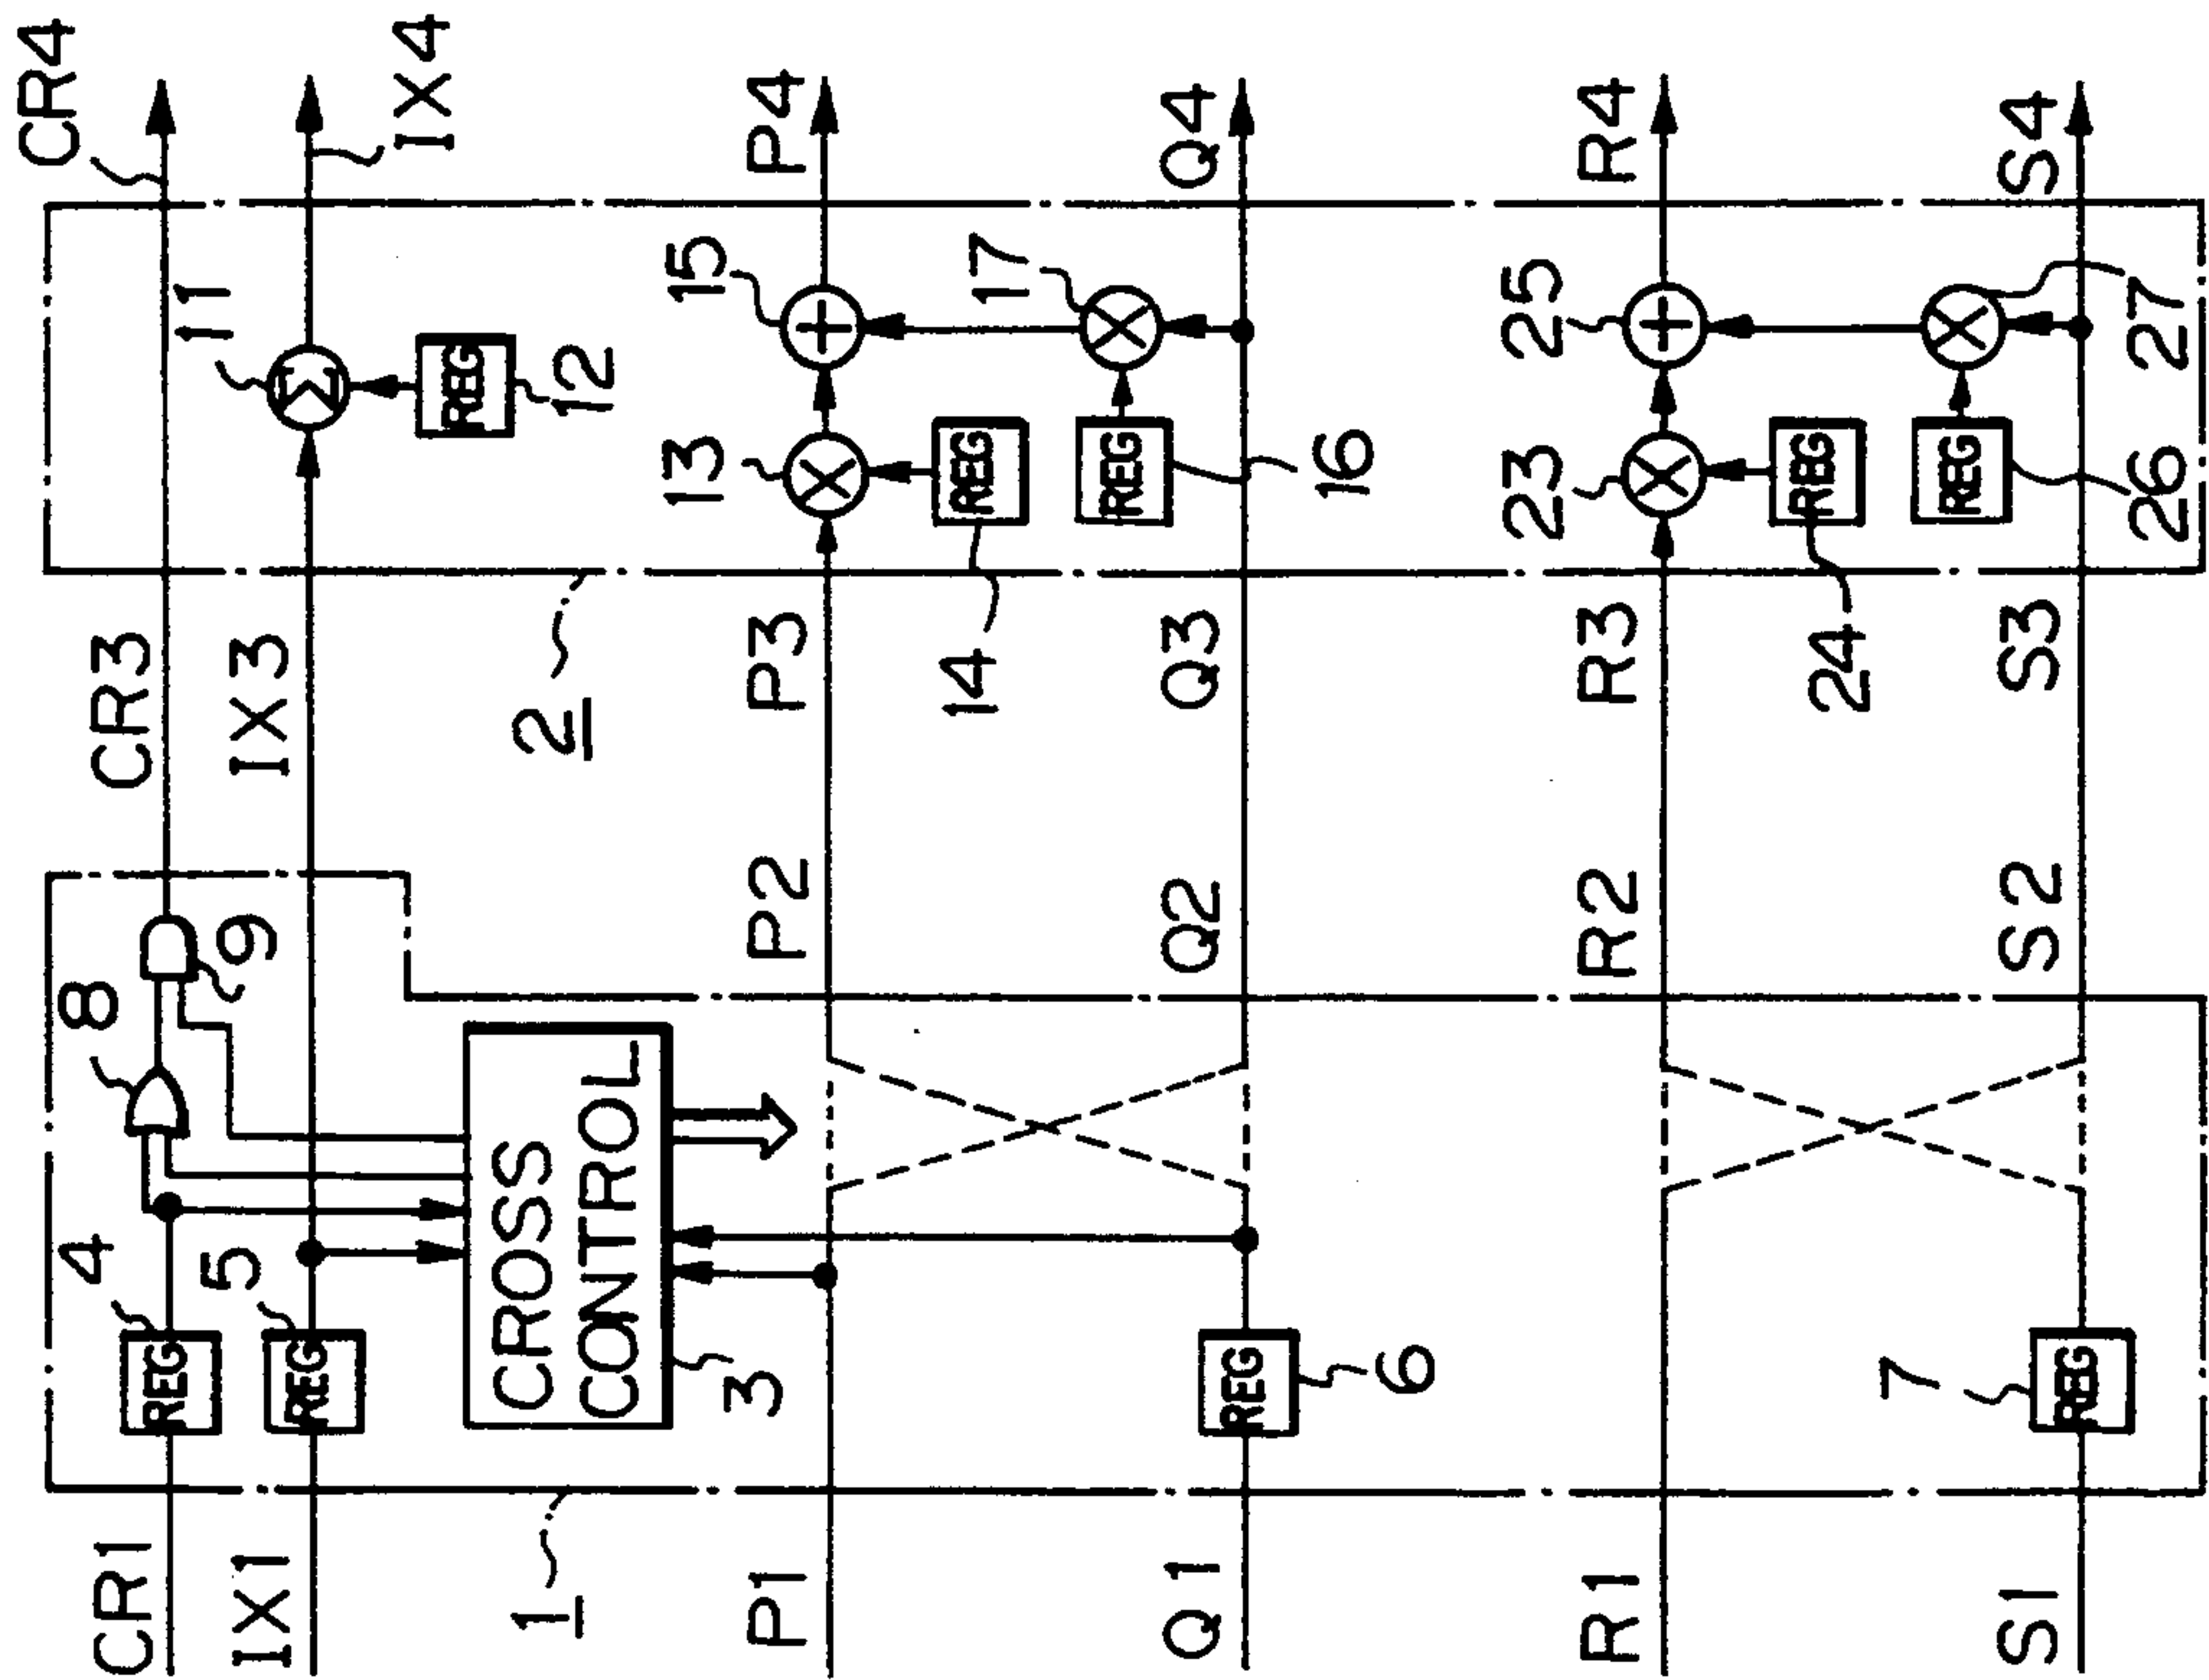 CR4
4
8
CR1
CR3
REG
9
11
5
IX1
IX3
IX4
REG
REG
12
CROSS
CONTROL
1
2
3
13
15
P1
P2
P3
P4
14
REG
17
REG
Q1
Q2
Q3
Q4
REG
6
16
23
25
R1
R2
R3
R4
REG
24
7
REG
S1
S2
S3
S4
REG
26
27